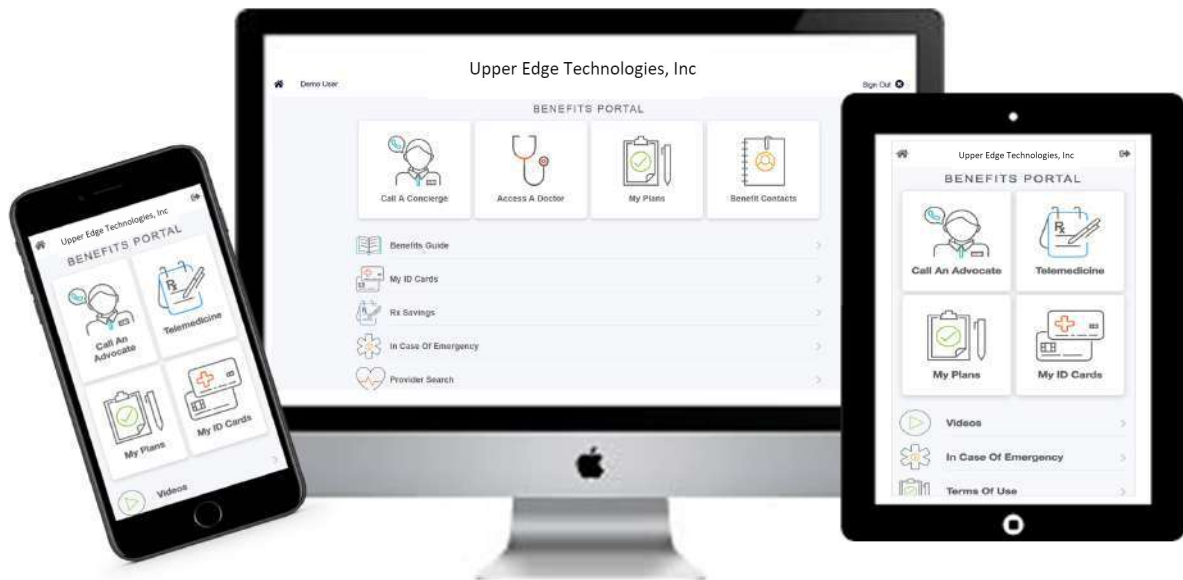 Upper Edge Technologies, Inc
BENEFITS PORTAL
Call An
Advocate
Telemedicine
My Plans
My ID Cards
Videos
Upper Edge Technologies, Inc
Demo User
Sign Out
BENEFITS PORTAL
Call A Concierge
Access A Doctor
My Plans
Benefit Contacts
Benefits Guide
My ID Cards
Rx Savings
In Case Of Emergency
Provider Search
Upper Edge Technologies, Inc
BENEFITS PORTAL
Call An Advocate
Telemedicine
My Plans
My ID Cards
Videos
In Case Of Emergency
Terms Of Use